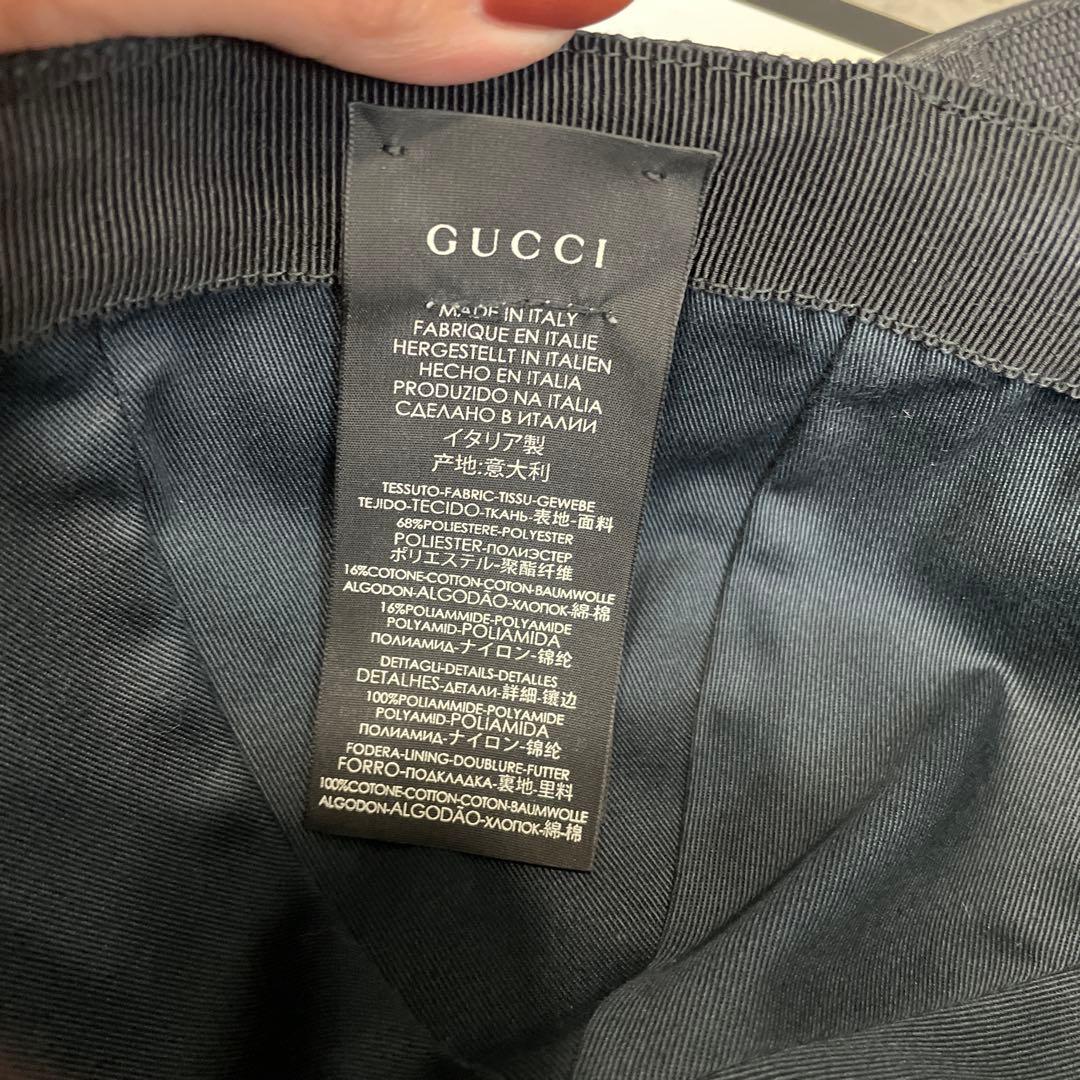 GUCCI
MADE IN ITALY
FABRIQUE EN ITALIE
HERGESTELLT IN ITALIEN
HECHO EN ITALIA
PRODUZIDO NA ITALIA
СДЕЛАНО В ИТАЛИИ
イタリア製
产地:意大利
TESSUTO-FABRIC-TISSU-GEWEBE
TEJIDO-TECIDO-ТКАНЬ-表地-面料
68%POLIESTERE-POLYESTER
POLIESTER-ПОЛИЭСТЕР
ポリエステル-聚酯纤维
16%COTONE-COTTON-COTON-BAUMWOLLE
ALGODON-ALGODÃO-ХЛОПОК-綿-棉
16%POLIAMMIDE-POLYAMIDE
POLYAMID-POLIAMIDA
ПОЛИАМИД-ナイロン-锦纶
DETTAGLI-DETAILS-DETALLES
DETALHES-ДЕТАЛИ-詳細-镶边
100%POLIAMMIDE-POLYAMIDE
POLYAMID-POLIAMIDA
ПОЛИАМИД-ナイロン-锦纶
FODERA-LINING-DOUBLURE-FUTTER
FORRO-ПОДКЛАДКА-裏地-里料
100%COTONE-COTTON-COTON-BAUMWOLLE
ALGODON-ALGODÃO-ХЛОПОК-綿-棉